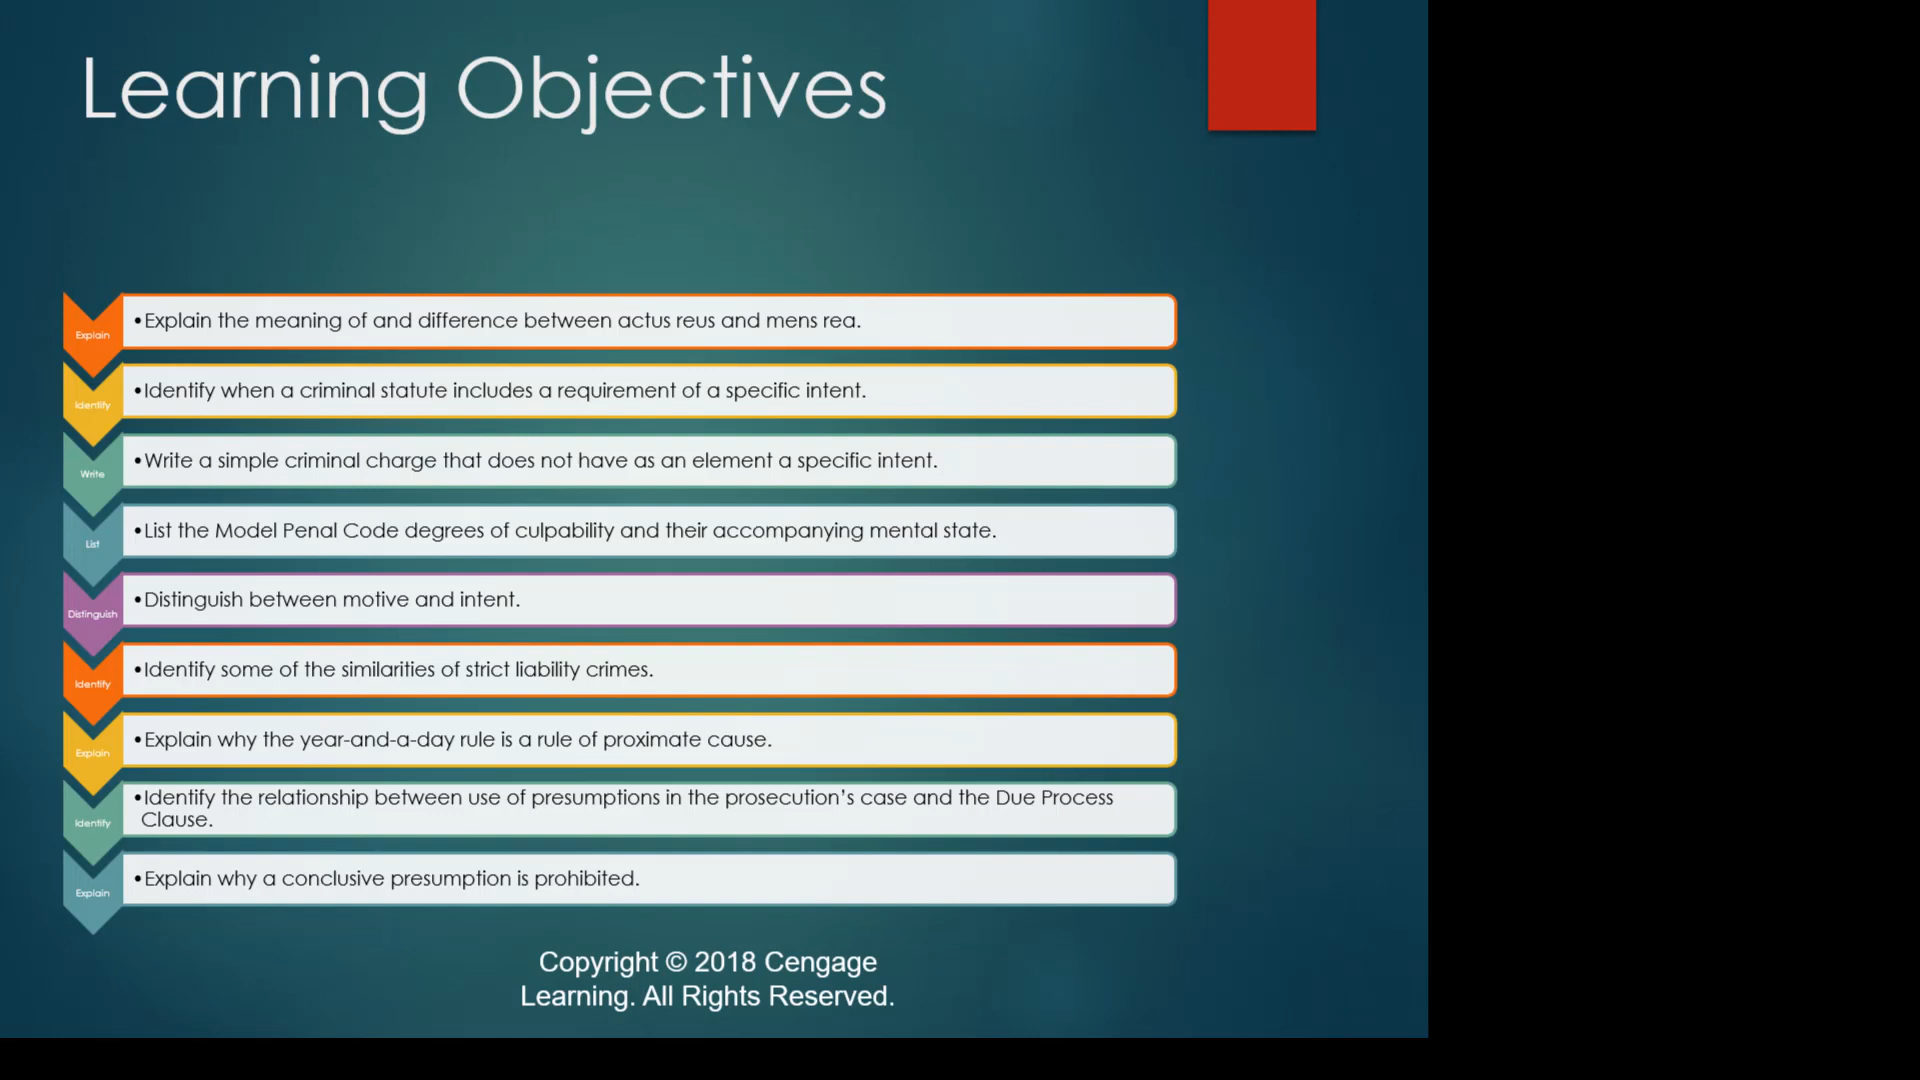 Learning Objectives
Explain
•Explain the meaning of and difference between actus reus and mens rea.
Identify
•Identify when a criminal statute includes a requirement of a specific intent.
Write
•Write a simple criminal charge that does not have as an element a specific intent.
List
•List the Model Penal Code degrees of culpability and their accompanying mental state.
Distinguish
•Distinguish between motive and intent.
Identify
•Identify some of the similarities of strict liability crimes.
Explain
•Explain why the year-and-a-day rule is a rule of proximate cause.
Identify
•Identify the relationship between use of presumptions in the prosecution’s case and the Due Process
Clause.
Explain
•Explain why a conclusive presumption is prohibited.
Copyright © 2018 Cengage
Learning. All Rights Reserved.